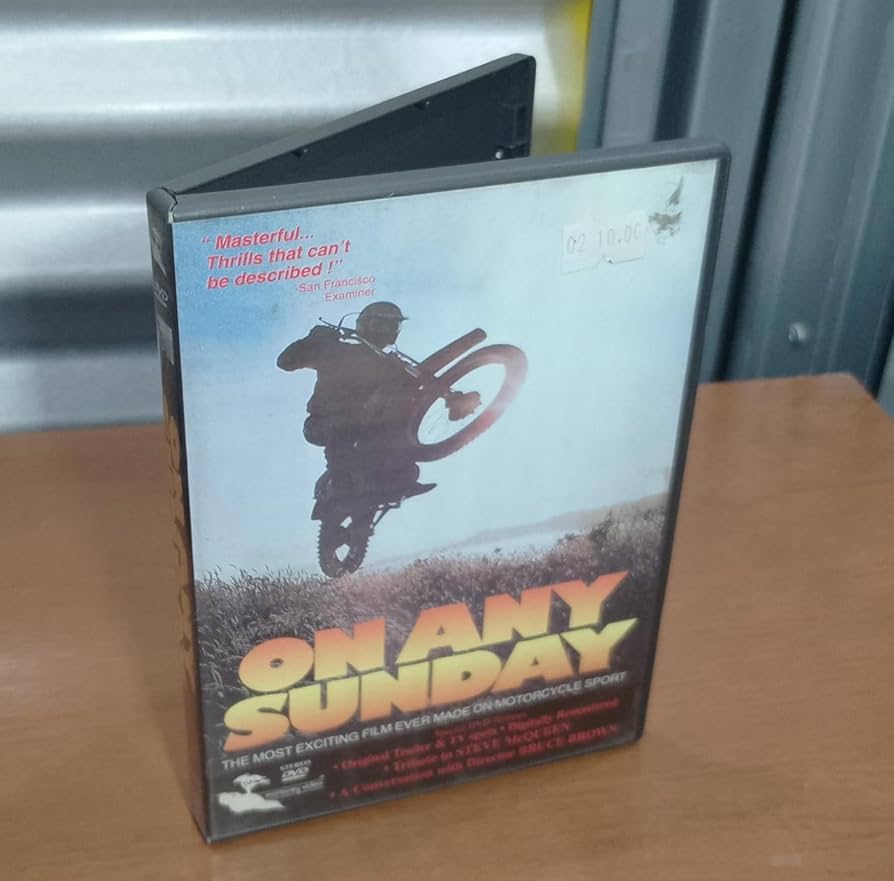 "Masterful...
Thrills that can't
be described!"
-San Francisco
Examiner
02 10.00
ON ANY
SUNDAY
THE MOST EXCITING FILM EVER MADE ON MOTORCYCLE SPORT
• Digitally Remastered
• Original Trailer & TV spots
• Tribute to STEVE McQUEEN
• A Conversation with Director BRUCE BROWN
STEREO
DVD